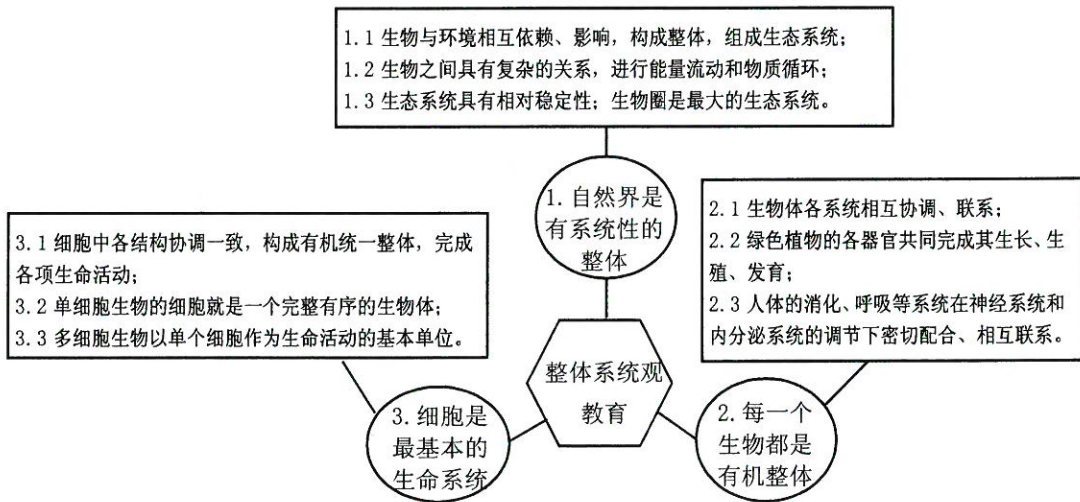 1.1 生物与环境相互依赖、影响，构成整体，组成生态系统；
1.2 生物之间具有复杂的关系，进行能量流动和物质循环；
1.3 生态系统具有相对稳定性；生物圈是最大的生态系统。
1. 自然界是
有系统性的
整体
2.1 生物体各系统相互协调、联系；
2.2 绿色植物的各器官共同完成其生长、生
殖、发育；
2.3 人体的消化、呼吸等系统在神经系统和
内分泌系统的调节下密切配合、相互联系。
3.1 细胞中各结构协调一致，构成有机统一整体，完成
各项生命活动；
3.2 单细胞生物的细胞就是一个完整有序的生物体；
3.3 多细胞生物以单个细胞作为生命活动的基本单位。
整体系统观
教育
3. 细胞是
最基本的
生命系统
2. 每一个
生物都是
有机整体